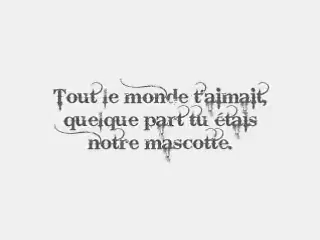 Tout le monde t'aimait,
quelque part tu étais
notre mascotte.